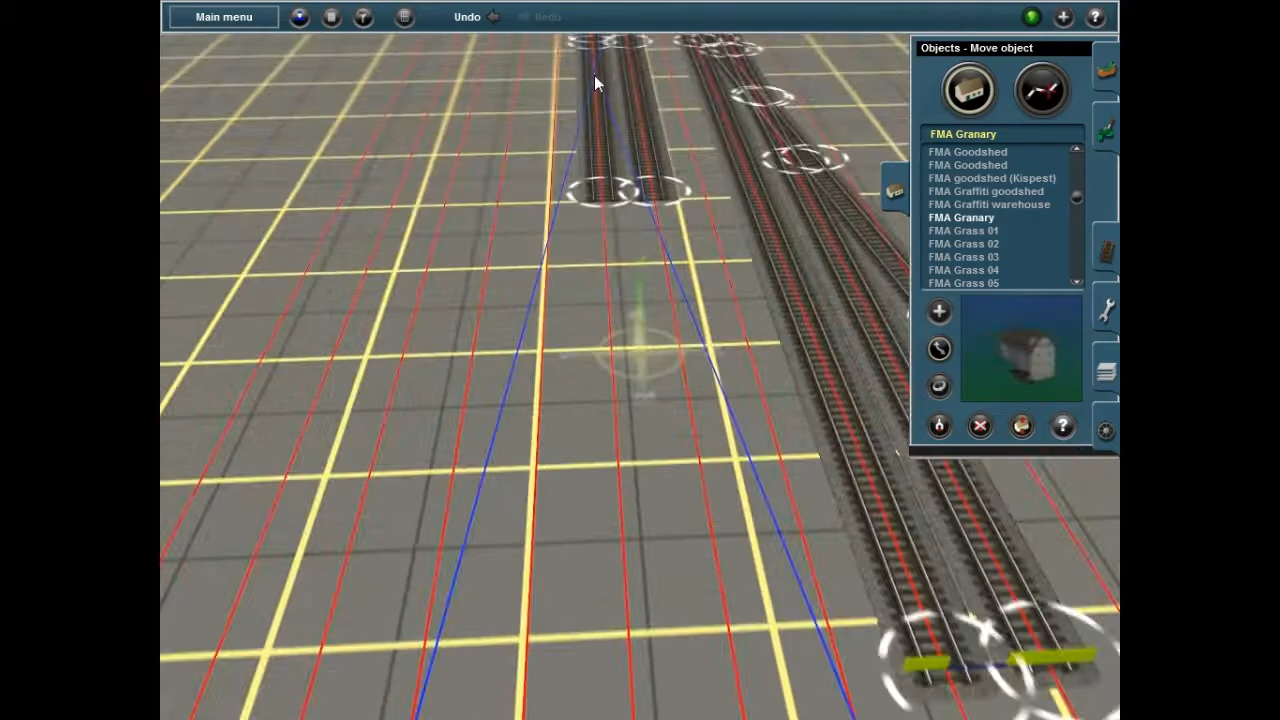 Main menu
Undo
Redo
?
Objects - Move object
FMA Granary
FMA Goodshed
FMA Goodshed
FMA goodshed (Kispest)
FMA Graffiti goodshed
FMA Graffiti warehouse
FMA Granary
FMA Grass 01
FMA Grass 02
FMA Grass 03
FMA Grass 04
FMA Grass 05
?